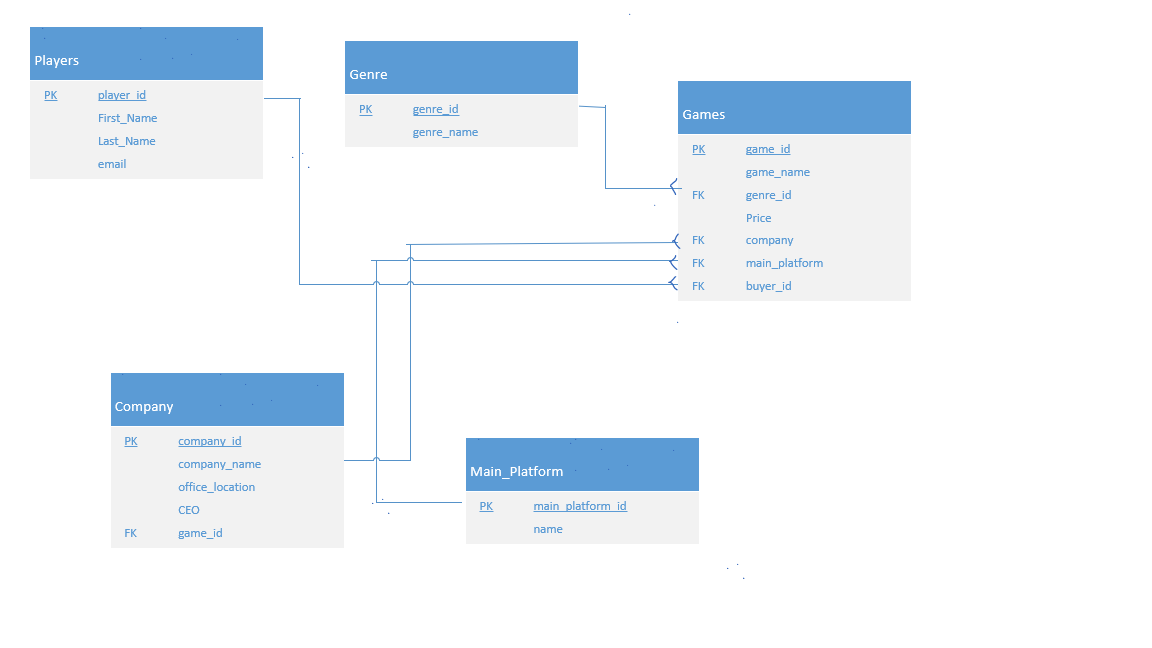 Players
PK player_id
First_Name
Last_Name
email
Genre
PK genre_id
genre_name
Games
PK game_id
game_name
FK genre_id
Price
FK company
FK main_platform
FK buyer_id
Company
PK company_id
company_name
office_location
CEO
FK game_id
Main_Platform
PK main_platform_id
name